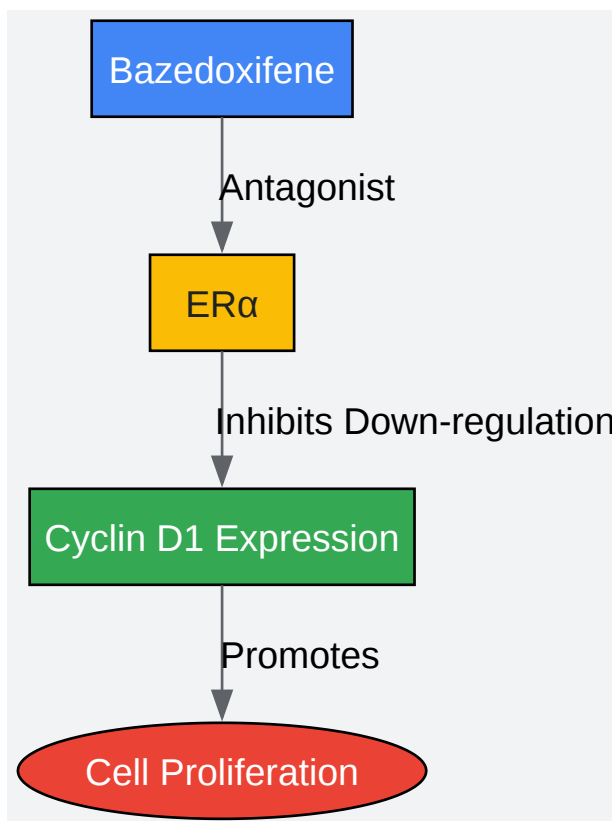 Bazedoxifene
Antagonist
ERα
Inhibits Down-regulation
Cyclin D1 Expression
Promotes
Cell Proliferation